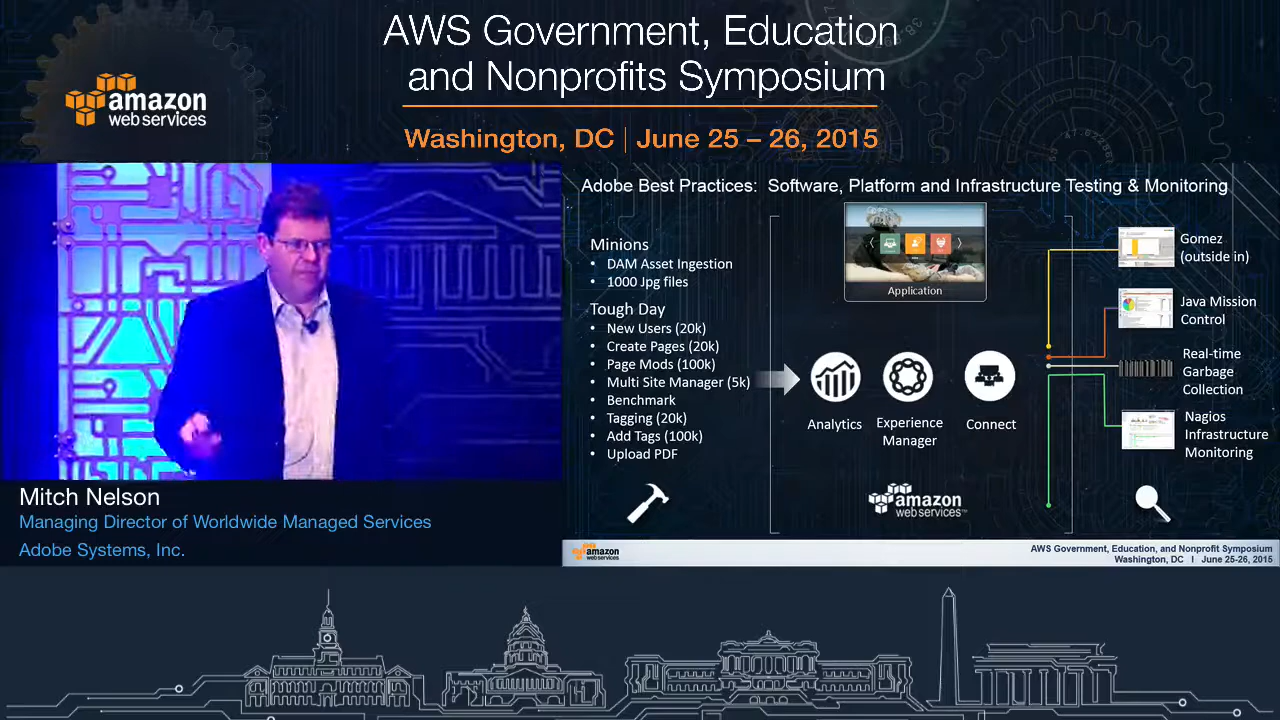 AWS Government, Education
and Nonprofits Symposium
amazon
web services
Washington, DC | June 25 – 26, 2015
Adobe Best Practices: Software, Platform and Infrastructure Testing & Monitoring
Minions
• DAM Asset Ingestion
• 1000 Jpg files
Tough Day
• New Users (20k)
• Create Pages (20k)
• Page Mods (100k)
• Multi Site Manager (5k)
• Benchmark
• Tagging (20k)
• Add Tags (100k)
• Upload PDF
Application
Analytics
Experience
Manager
Connect
amazon
web services™
Gomez
(outside in)
Java Mission
Control
Real-time
Garbage
Collection
Nagios
Infrastructure
Monitoring
Mitch Nelson
Managing Director of Worldwide Managed Services
Adobe Systems, Inc.
amazon
web services
AWS Government, Education, and Nonprofit Symposium
Washington, DC I June 25-26, 2015